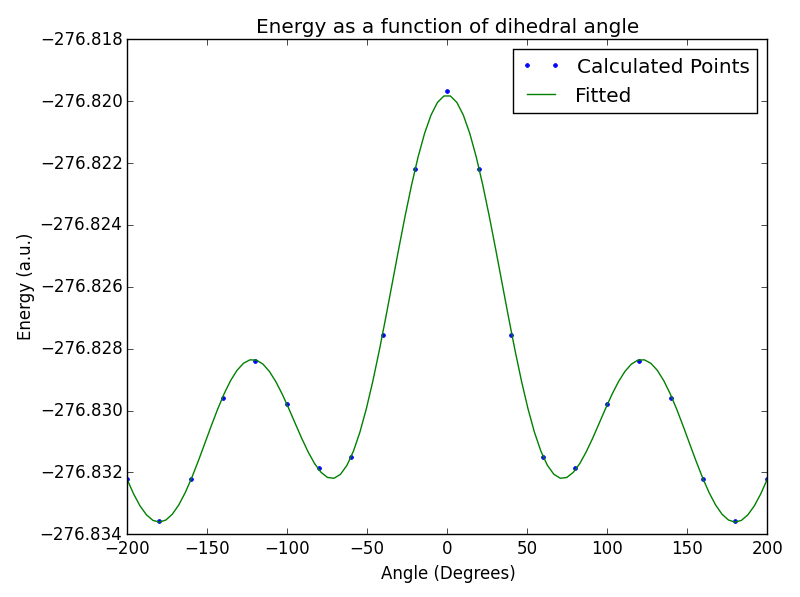 Energy as a function of dihedral angle
Calculated Points
Fitted
Energy (a.u.)
−276.818
−276.820
−276.822
−276.824
−276.826
−276.828
−276.830
−276.832
−276.834
−200 −150 −100 −50 0 50 100 150 200
Angle (Degrees)